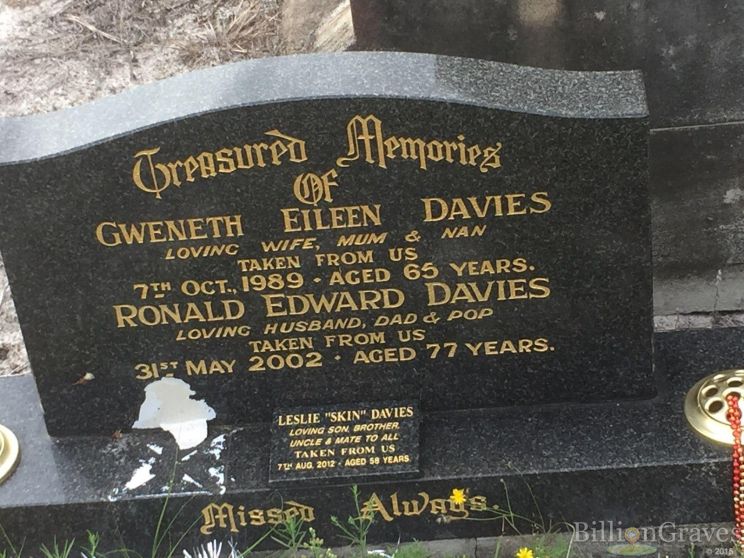 Treasured Memories
Of
GWENETH EILEEN DAVIES
LOVING WIFE, MUM & NAN
TAKEN FROM US
7TH OCT., 1989 · AGED 65 YEARS.
RONALD EDWARD DAVIES
LOVING HUSBAND, DAD & POP
TAKEN FROM US
31ST MAY 2002 · AGED 77 YEARS.
LESLIE "SKIN" DAVIES
LOVING SON, BROTHER,
UNCLE & MATE TO ALL
TAKEN FROM US
7TH AUG. 2012 · AGED 58 YEARS
Missed Always.
BillionGraves